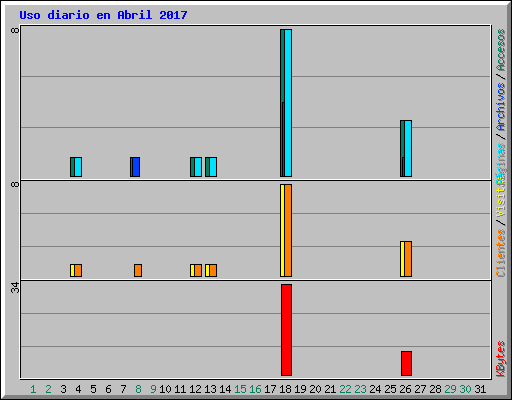 Uso diario en Abril 2017
8
8
34
1 2 3 4 5 6 7 8 9 10 11 12 13 14 15 16 17 18 19 20 21 22 23 24 25 26 27 28 29 30 31
Páginas / Archivos / Accesos
Clientes / Visitas
KBytes